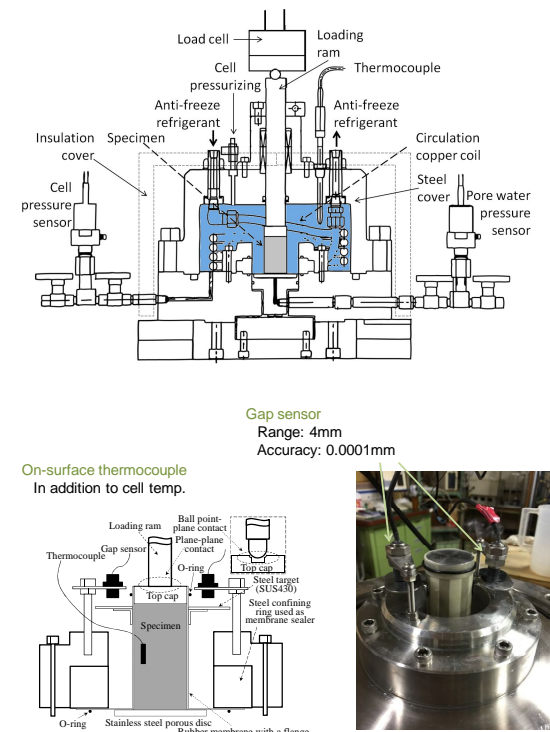 Load cell
Loading
ram
Cell
pressurizing
Thermocouple
Anti-freeze
refrigerant
Anti-freeze
refrigerant
Insulation
cover
Specimen
Circulation
copper coil
Cell
pressure
sensor
Steel
cover
Pore water
pressure
sensor
Gap sensor
Range: 4mm
Accuracy: 0.0001mm
On-surface thermocouple
In addition to cell temp.
Ball point-
plane contact
Loading ram
Plane-plane
contact
Gap sensor
Thermocouple
O-ring
Top cap
Steel target
(SUS430)
Top cap
Steel confining
ring used as
membrane sealer
Specimen
O-ring
Stainless steel porous disc
Rubber membrane with a flange